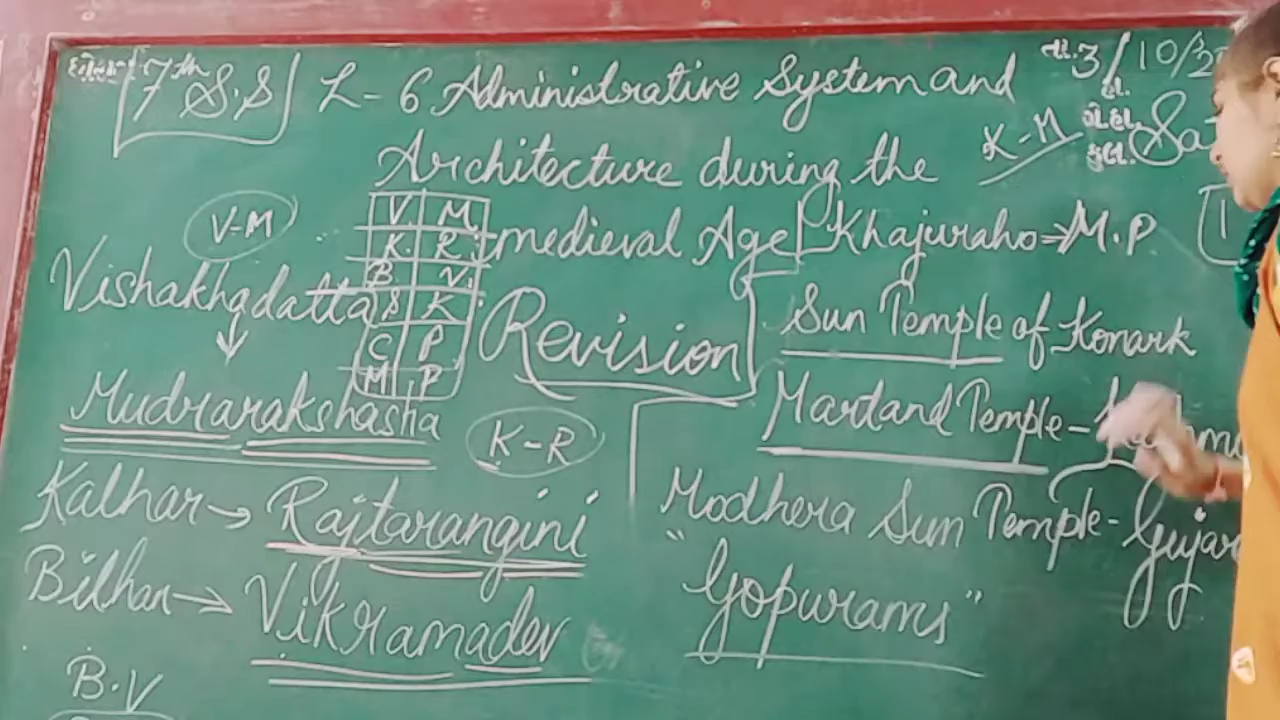 7th S.S L-6 Administrative System and
Architecture during the
medieval Age
તા. 3/10/2
K-M
V-M
V M
K R
B V
S K
C P
M P
Revision
Vishakhadatta
↓
Mudrarakshasha
K-R
Kalhan→ Rajtarangini
Bilhan→ Vikramadev
B.V
Khajuraho⇒M.P
Sun Temple of Konark
Martand Temple-
Modhera Sun Temple- Gujar
"Gopurams"